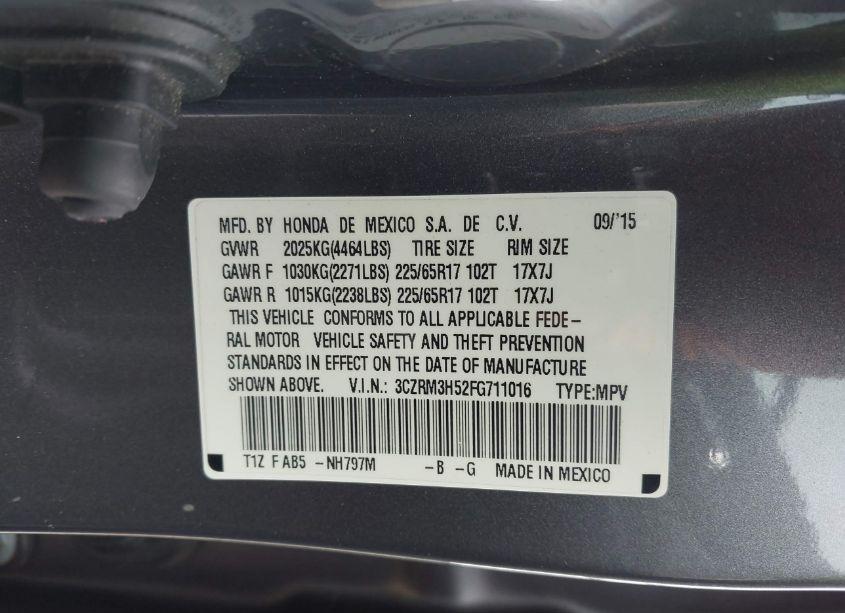 MFD. BY HONDA DE MEXICO S.A. DE C.V. 09/'15
GVWR 2025KG(4464LBS) TIRE SIZE RIM SIZE
GAWR F 1030KG(2271LBS) 225/65R17 102T 17X7J
GAWR R 1015KG(2238LBS) 225/65R17 102T 17X7J
THIS VEHICLE CONFORMS TO ALL APPLICABLE FEDE-
RAL MOTOR VEHICLE SAFETY AND THEFT PREVENTION
STANDARDS IN EFFECT ON THE DATE OF MANUFACTURE
SHOWN ABOVE. V.I.N.: 3CZRM3H52FG711016 TYPE:MPV
T1Z F AB5 -NH797M -B -G MADE IN MEXICO